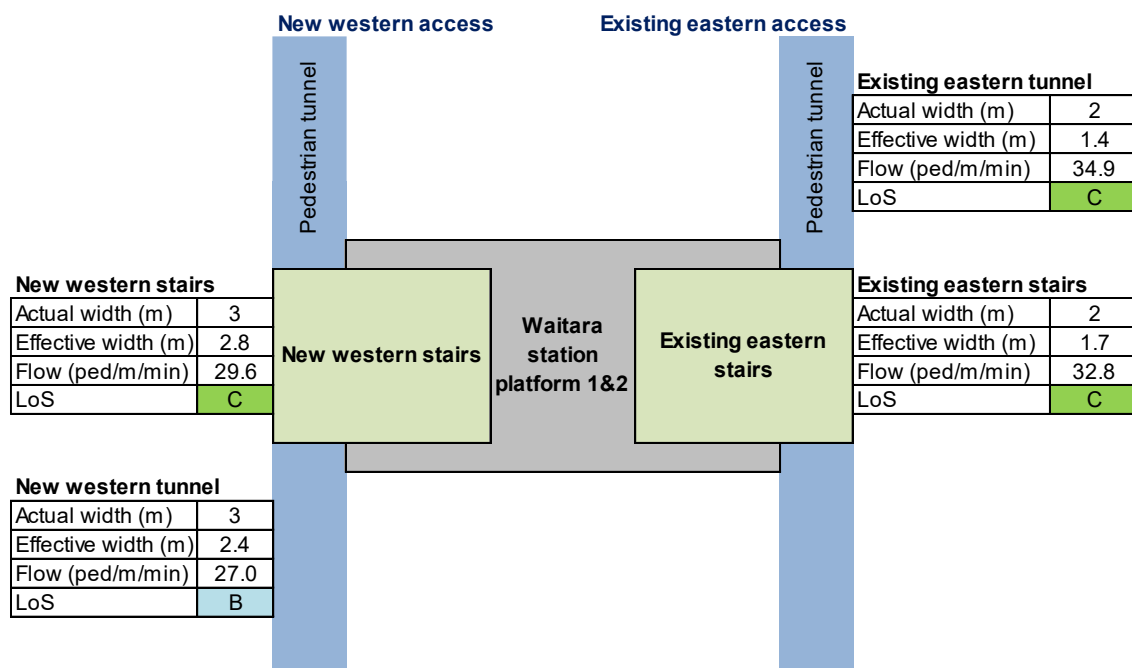 New western access
Existing eastern access
Pedestrian tunnel
Pedestrian tunnel
Existing eastern tunnel
Actual width (m) 2
Effective width (m) 1.4
Flow (ped/m/min) 34.9
LoS C
New western stairs
Actual width (m) 3
Effective width (m) 2.8
Flow (ped/m/min) 29.6
LoS C
New western stairs
Waitara
station
platform 1&2
Existing eastern
stairs
Existing eastern stairs
Actual width (m) 2
Effective width (m) 1.7
Flow (ped/m/min) 32.8
LoS C
New western tunnel
Actual width (m) 3
Effective width (m) 2.4
Flow (ped/m/min) 27.0
LoS B